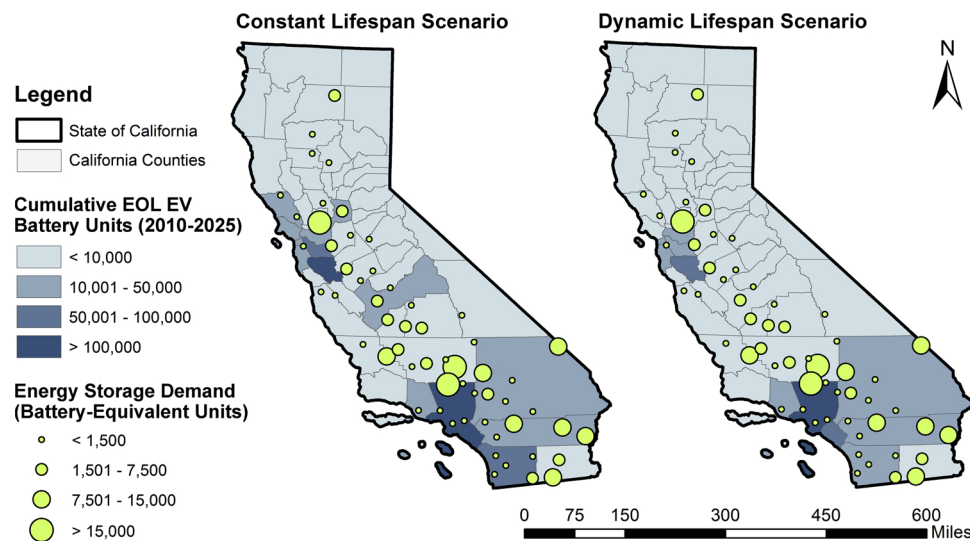 Constant Lifespan Scenario
Dynamic Lifespan Scenario
N
Legend
State of California
California Counties
Cumulative EOL EV
Battery Units (2010-2025)
< 10,000
10,001 - 50,000
50,001 - 100,000
> 100,000
Energy Storage Demand
(Battery-Equivalent Units)
< 1,500
1,501 - 7,500
7,501 - 15,000
> 15,000
0 75 150 300 450 600
Miles